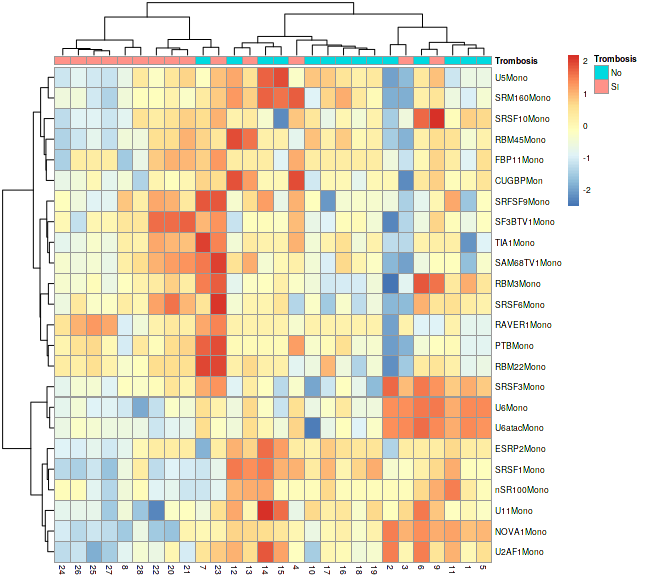 Trombosis
U5Mono
SRM160Mono
SRSF10Mono
RBM45Mono
FBP11Mono
CUGBPMon
SRFSF9Mono
SF3BTV1Mono
TIA1Mono
SAM68TV1Mono
RBM3Mono
SRSF6Mono
RAVER1Mono
PTBMono
RBM22Mono
SRSF3Mono
U6Mono
U6atacMono
ESRP2Mono
SRSF1Mono
nSR100Mono
U11Mono
NOVA1Mono
U2AF1Mono
24 26 25 27 8 28 22 20 21 7 23 12 13 14 15 4 10 17 16 18 19 2 3 6 9 11 1 5
2
1
0
-1
-2
Trombosis
No
SI